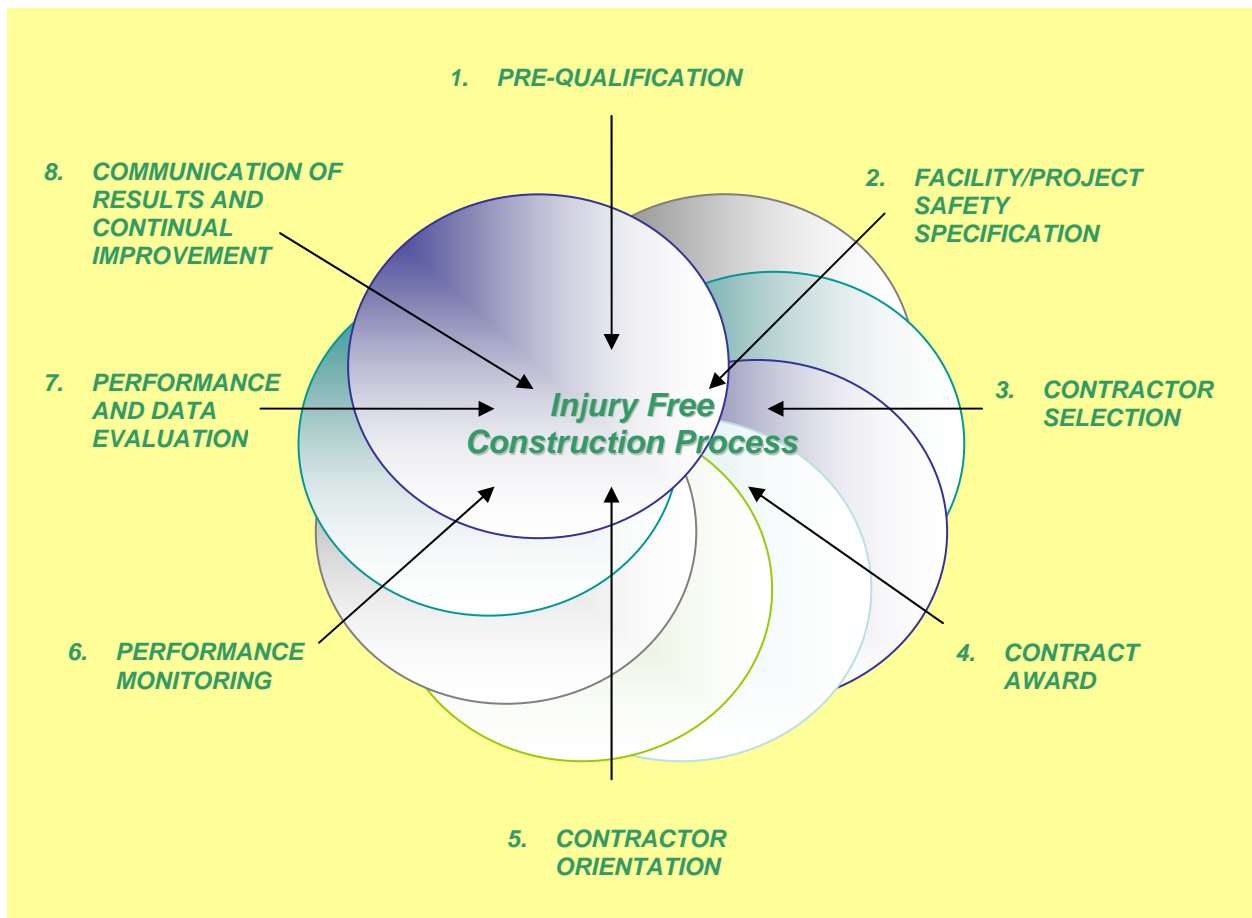 1. PRE-QUALIFICATION
2. FACILITY/PROJECT
SAFETY
SPECIFICATION
3. CONTRACTOR
SELECTION
4. CONTRACT
AWARD
5. CONTRACTOR
ORIENTATION
6. PERFORMANCE
MONITORING
7. PERFORMANCE
AND DATA
EVALUATION
8. COMMUNICATION OF
RESULTS AND
CONTINUAL
IMPROVEMENT
Injury Free
Construction Process